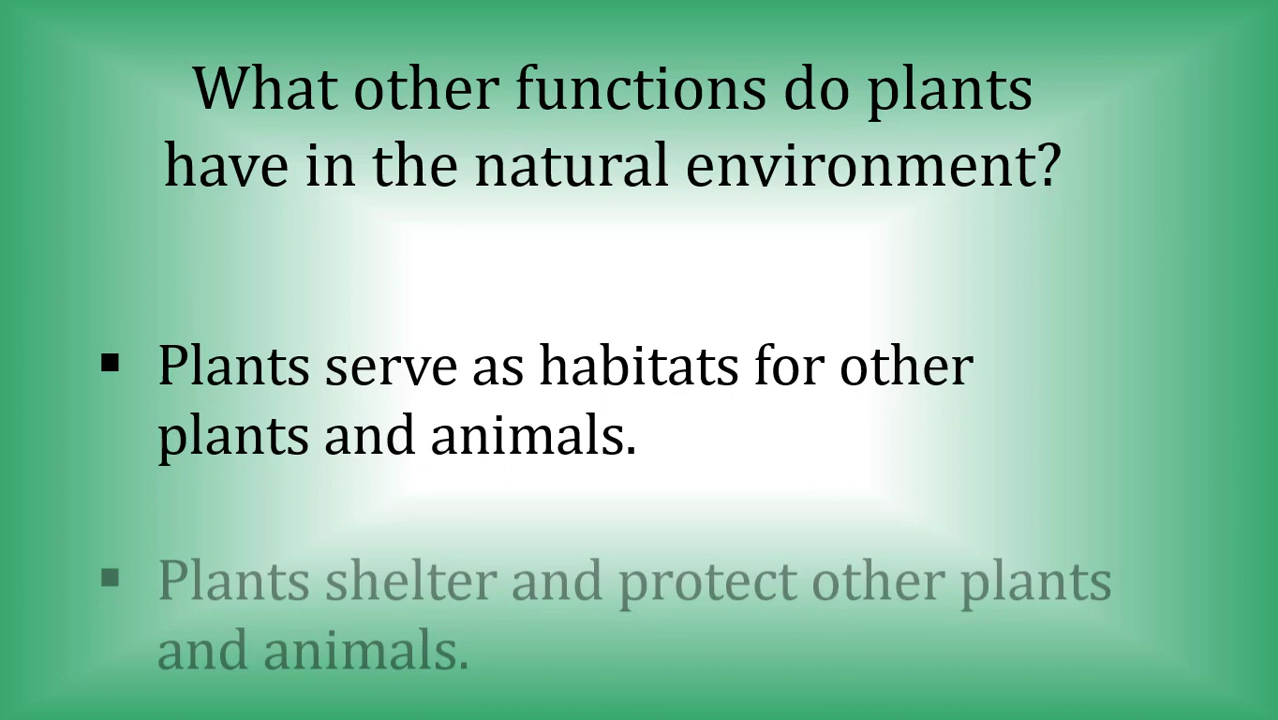 What other functions do plants
have in the natural environment?
▪ Plants serve as habitats for other
plants and animals.
▪ Plants shelter and protect other plants
and animals.